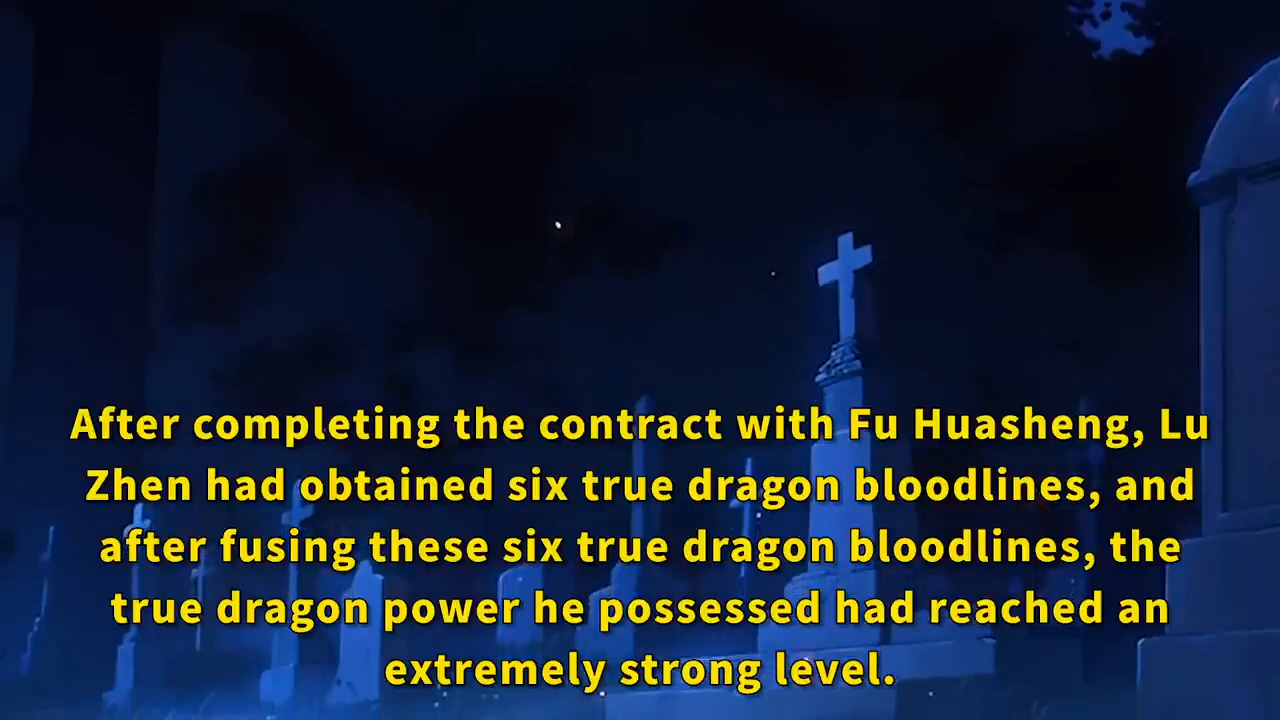 After completing the contract with Fu Huasheng, Lu
Zhen had obtained six true dragon bloodlines, and
after fusing these six true dragon bloodlines, the
true dragon power he possessed had reached an
extremely strong level.